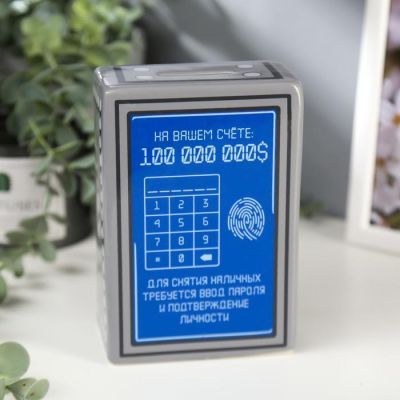 НА ВАШЕМ СЧЁТЕ:
100 000 000$
1 2 3
4 5 6
7 8 9
* 0
ДЛЯ СНЯТИЯ НАЛИЧНЫХ
ТРЕБУЕТСЯ ВВОД ПАРОЛЯ
И ПОДТВЕРЖДЕНИЕ
ЛИЧНОСТИ